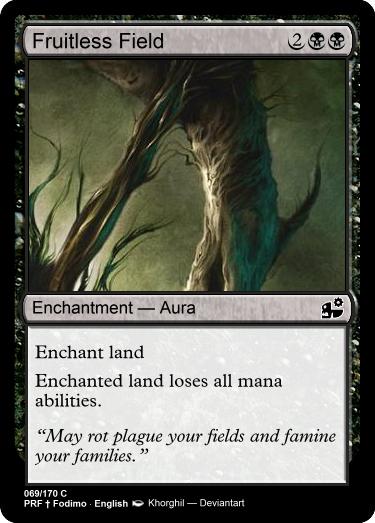 Fruitless Field 2
Enchantment — Aura
Enchant land
Enchanted land loses all mana
abilities.
“May rot plague your fields and famine
your families.”
069/170 C
PRF † Fodimo · English Khorghil — Deviantart